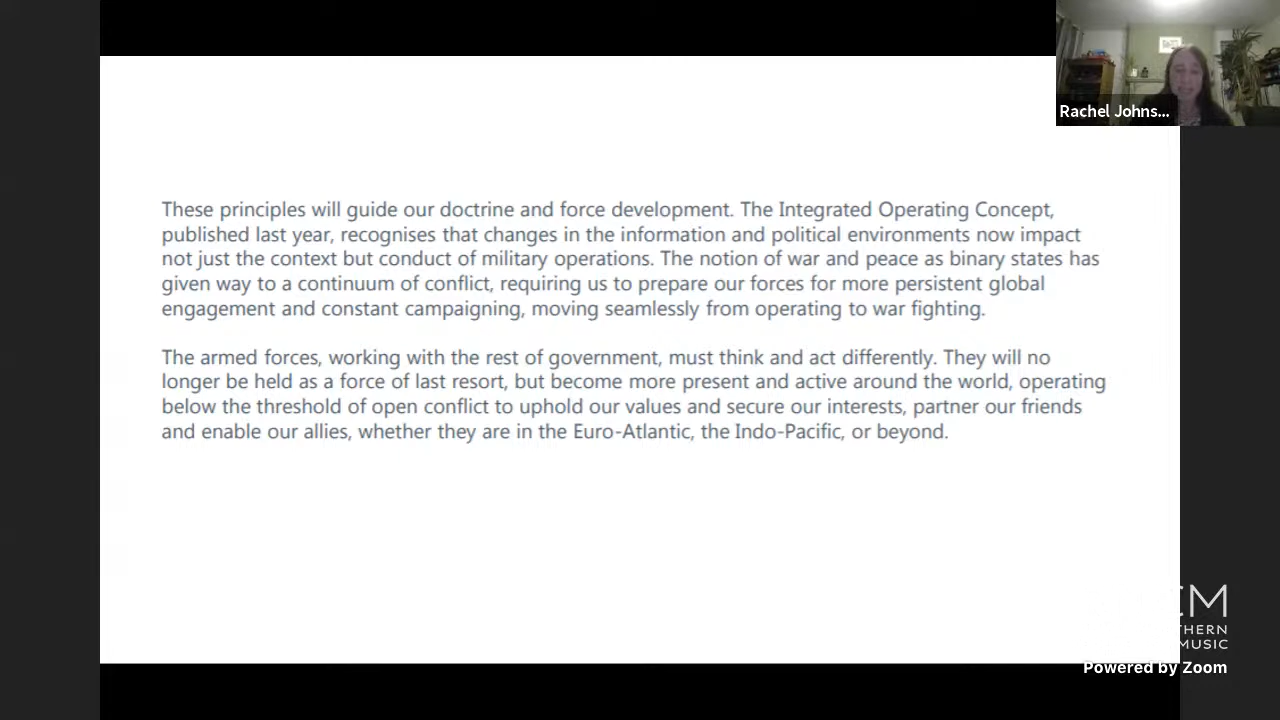 Rachel Johns...
These principles will guide our doctrine and force development. The Integrated Operating Concept,
published last year, recognises that changes in the information and political environments now impact
not just the context but conduct of military operations. The notion of war and peace as binary states has
given way to a continuum of conflict, requiring us to prepare our forces for more persistent global
engagement and constant campaigning, moving seamlessly from operating to war fighting.
The armed forces, working with the rest of government, must think and act differently. They will no
longer be held as a force of last resort, but become more present and active around the world, operating
below the threshold of open conflict to uphold our values and secure our interests, partner our friends
and enable our allies, whether they are in the Euro-Atlantic, the Indo-Pacific, or beyond.
MUSIC
Powered by Zoom